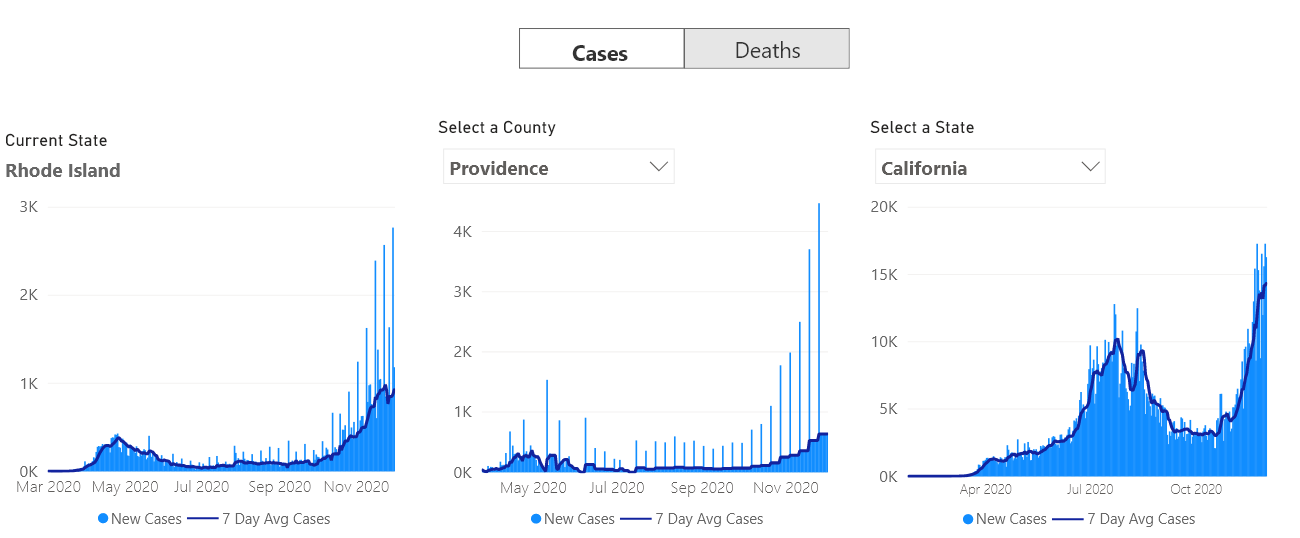 Cases
Deaths
Current State
Rhode Island
3K
2K
1K
0K
Mar 2020 May 2020 Jul 2020 Sep 2020 Nov 2020
New Cases 7 Day Avg Cases
Select a County
Providence
4K
3K
2K
1K
0K
May 2020 Jul 2020 Sep 2020 Nov 2020
New Cases 7 Day Avg Cases
Select a State
California
20K
15K
10K
5K
0K
Apr 2020 Jul 2020 Oct 2020
New Cases 7 Day Avg Cases